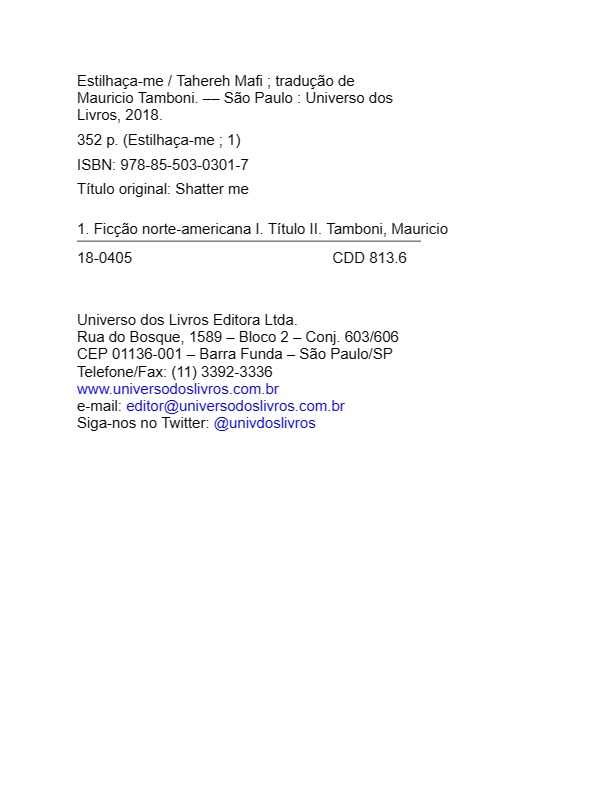 Estilhaça-me / Tahereh Mafi ; tradução de
Mauricio Tamboni. –– São Paulo : Universo dos
Livros, 2018.
352 p. (Estilhaça-me ; 1)
ISBN: 978-85-503-0301-7
Título original: Shatter me
1. Ficção norte-americana I. Título II. Tamboni, Mauricio
18-0405 CDD 813.6
Universo dos Livros Editora Ltda.
Rua do Bosque, 1589 – Bloco 2 – Conj. 603/606
CEP 01136-001 – Barra Funda – São Paulo/SP
Telefone/Fax: (11) 3392-3336
www.universodoslivros.com.br
e-mail: editor@universodoslivros.com.br
Siga-nos no Twitter: @univdoslivros